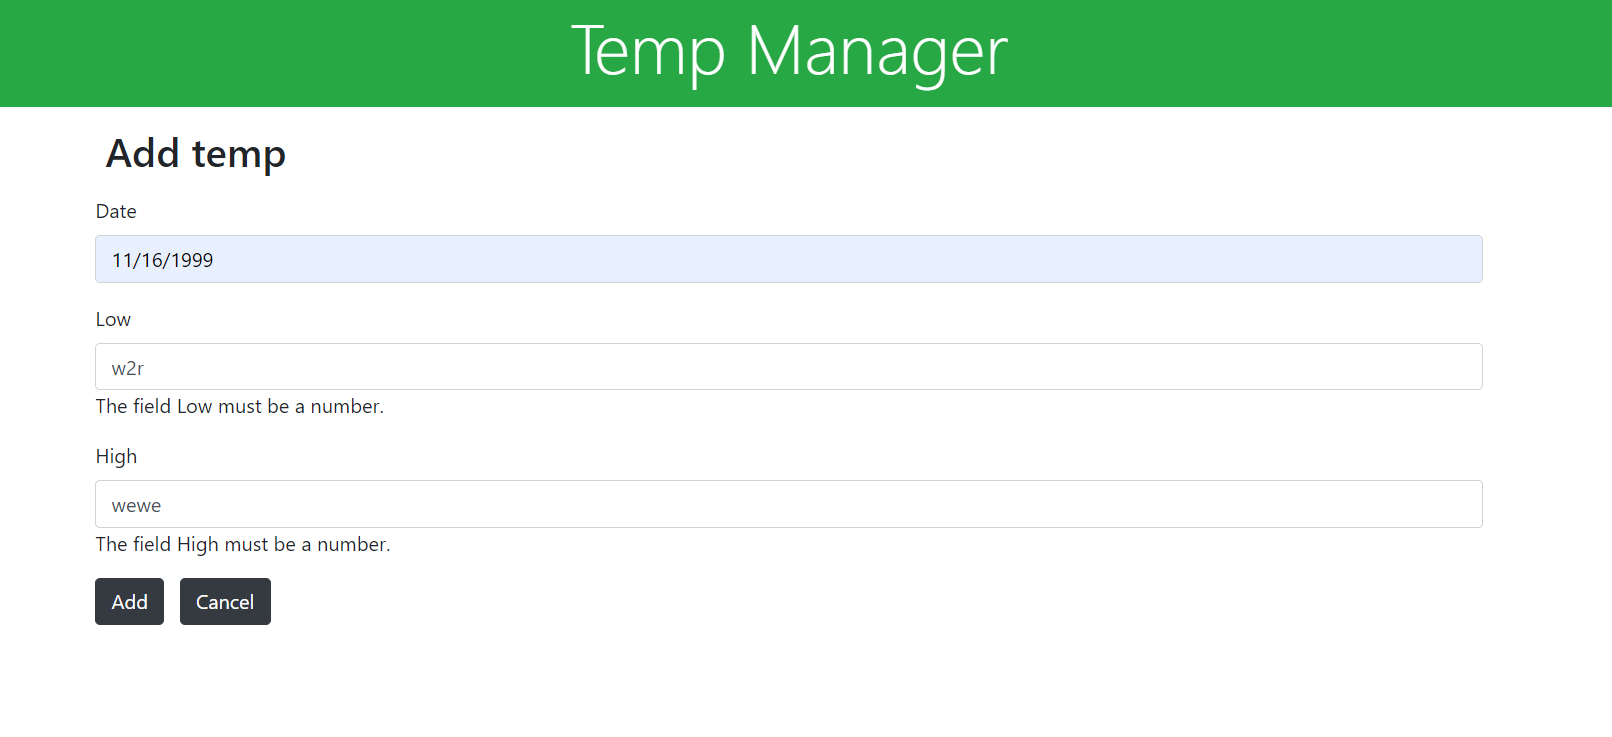 Temp Manager
Add temp
Date
11/16/1999
Low
w2r
The field Low must be a number.
High
wewe
The field High must be a number.
Add Cancel